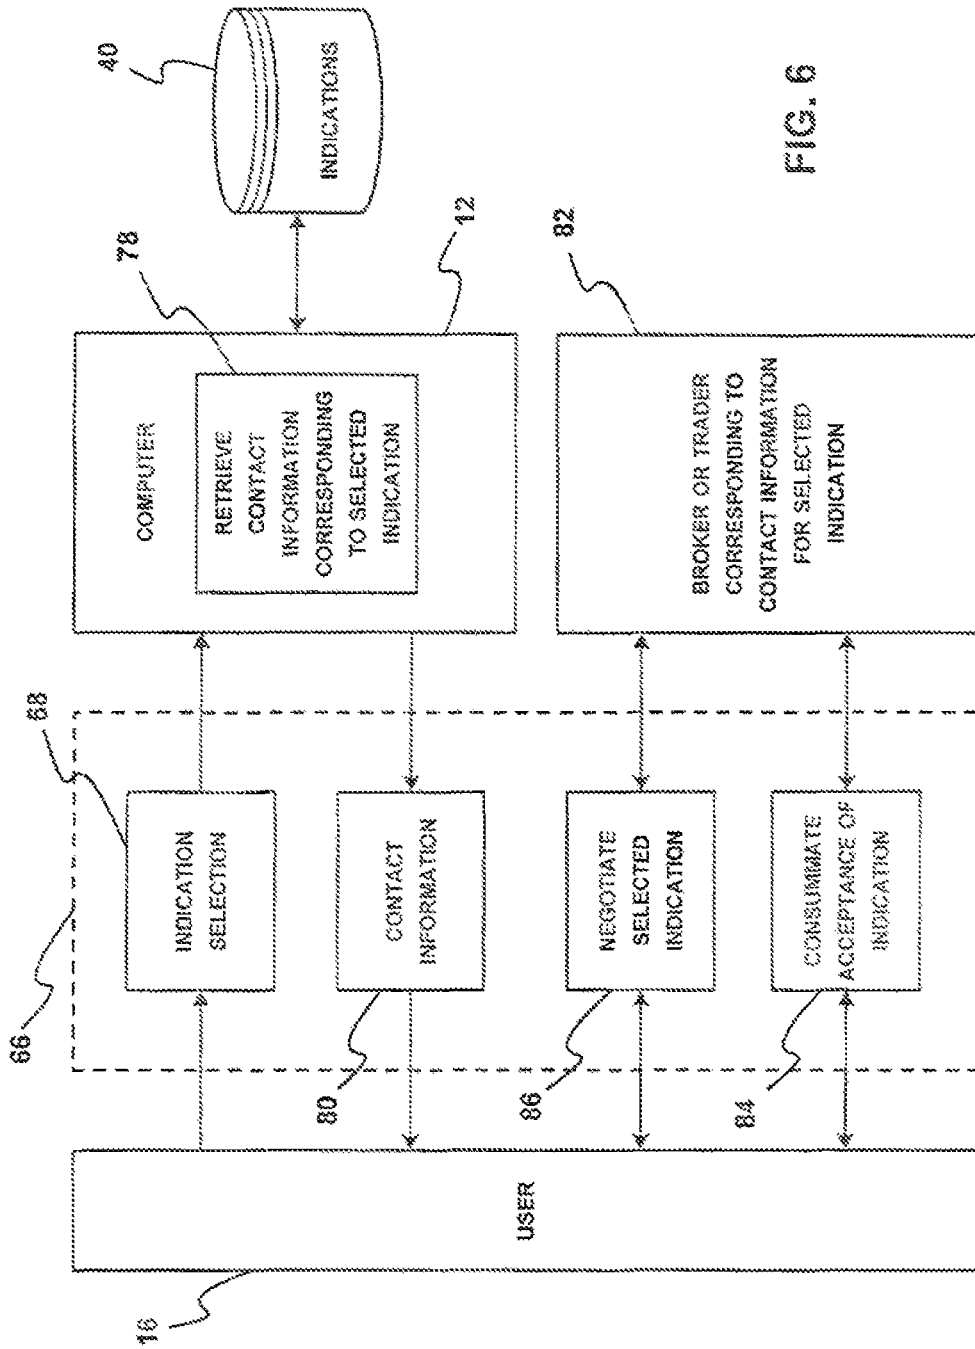 16
USER
66
68
INDICATION
SELECTION
80
CONTACT
INFORMATION
86
NEGOTIATE
SELECTED
INDICATION
84
CONSUMMATE
ACCEPTANCE OF
INDICATION
COMPUTER
78
RETRIEVE
CONTACT
INFORMATION
CORRESPONDING
TO SELECTED
INDICATION
12
40
INDICATIONS
82
BROKER OR TRADER
CORRESPONDING TO
CONTACT INFORMATION
FOR SELECTED
INDICATION
FIG. 6